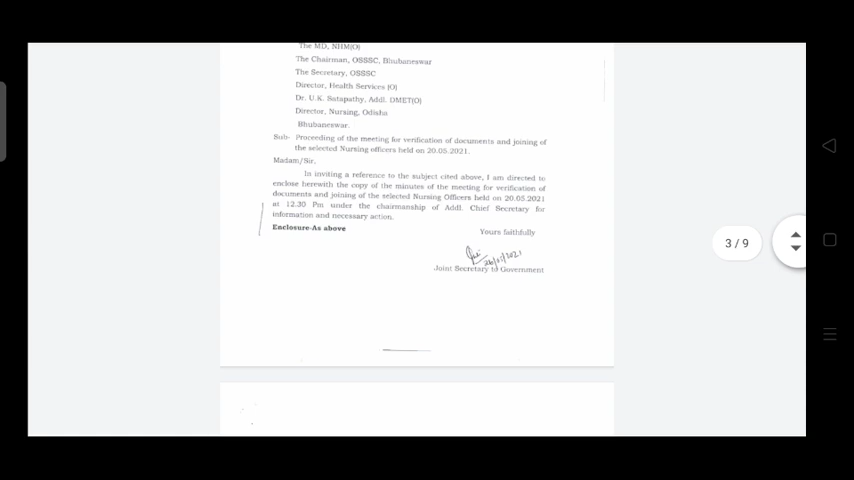 The MD, NHM(O)
The Chairman, OSSSC, Bhubaneswar
The Secretary, OSSSC
Director, Health Services (O)
Dr. U.K. Satapathy, Addl. DMET(O)
Director, Nursing, Odisha
Bhubaneswar.
Sub- Proceeding of the meeting for verification of documents and joining of
the selected Nursing officers held on 20.05.2021.
Madam/Sir,
In inviting a reference to the subject cited above, I am directed to
enclose herewith the copy of the minutes of the meeting for verification of
documents and joining of the selected Nursing Officers held on 20.05.2021
at 12.30 Pm under the chairmanship of Addl. Chief Secretary for
information and necessary action.
Enclosure-As above
Yours faithfully
Joint Secretary to Government
3 / 9